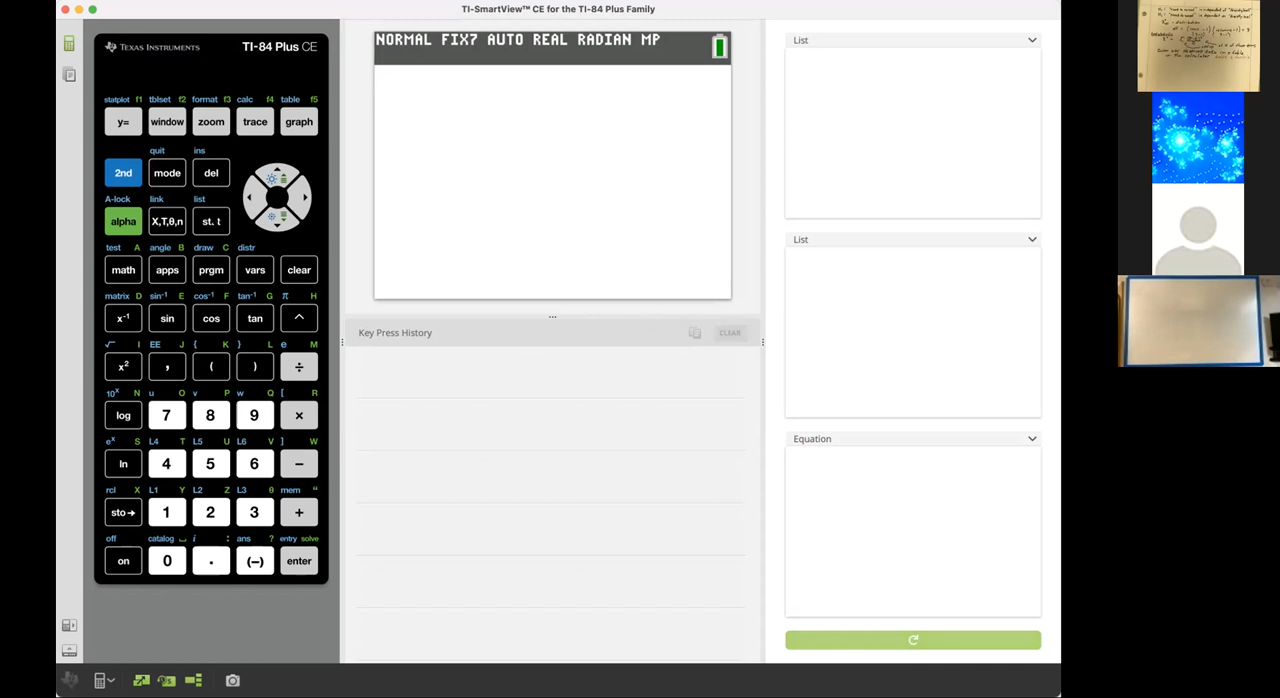 TI-SmartView™ CE for the TI-84 Plus Family
TEXAS INSTRUMENTS TI-84 Plus CE
statplot f1 tblset f2 format f3 calc f4 table f5
y= window zoom trace graph
quit ins
2nd mode del
A-lock link list
alpha X,T,θ,n st. t
test A angle B draw C distr
math apps prgm vars clear
matrix D sin⁻¹ E cos⁻¹ F tan⁻¹ G π H
x⁻¹ sin cos tan ^
√ I EE J { K } L e M
x² , ( ) ÷
10ˣ N u O v P w Q [ R
log 7 8 9 ×
eˣ S L4 T L5 U L6 V ] W
ln 4 5 6 −
rcl X L1 Y L2 Z L3 θ mem "
sto→ 1 2 3 +
off catalog ⎵ i : ans ? entry solve
on 0 . (−) enter
NORMAL FIX7 AUTO REAL RADIAN MP
Key Press History
CLEAR
List
List
Equation